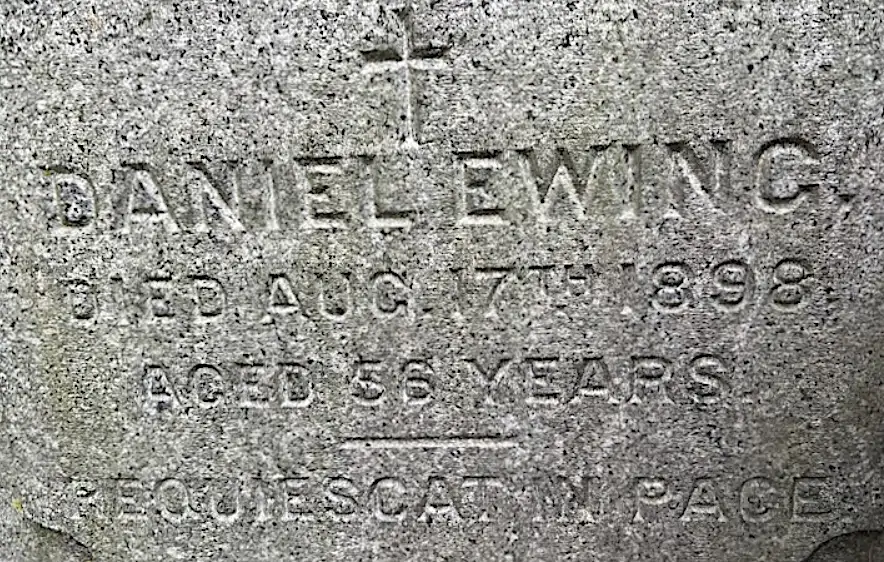 DANIEL EWING,
DIED AUG. 17TH 1898
AGED 56 YEARS.
REQUIESCAT IN PACE